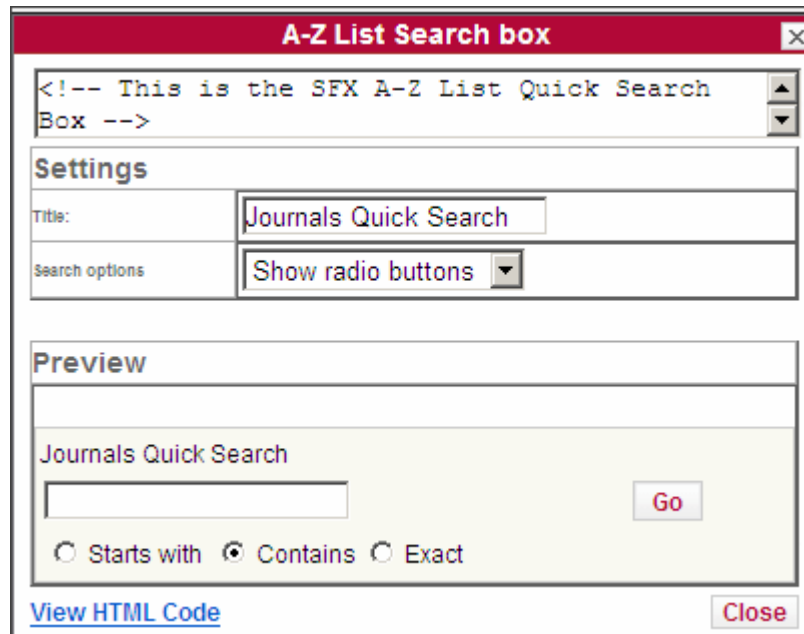 A-Z List Search box
<!-- This is the SFX A-Z List Quick Search
Box -->
Settings
Title: Journals Quick Search
Search options Show radio buttons
Preview
Journals Quick Search
Go
Starts with Contains Exact
View HTML Code Close